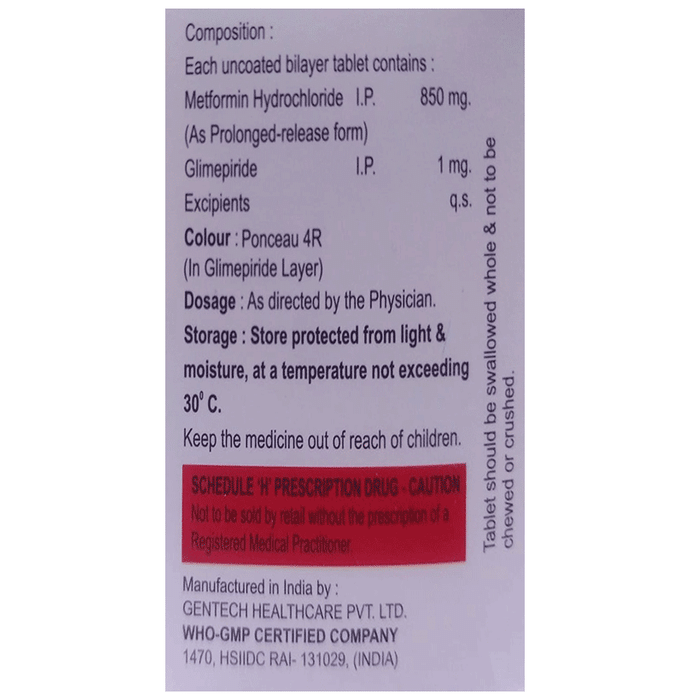 Composition :
Each uncoated bilayer tablet contains :
Metformin Hydrochloride I.P. 850 mg.
(As Prolonged-release form)
Glimepiride I.P. 1 mg.
Excipients q.s.
Colour : Ponceau 4R
(In Glimepiride Layer)
Dosage : As directed by the Physician.
Storage : Store protected from light &
moisture, at a temperature not exceeding
30⁰ C.
Keep the medicine out of reach of children.
SCHEDULE 'H' PRESCRIPTION DRUG - CAUTION
Not to be sold by retail without the prescription of a
Registered Medical Practitioner
Manufactured in India by :
GENTECH HEALTHCARE PVT. LTD.
WHO-GMP CERTIFIED COMPANY
1470, HSIIDC RAI- 131029, (INDIA)
Tablet should be swallowed whole & not to be
chewed or crushed.